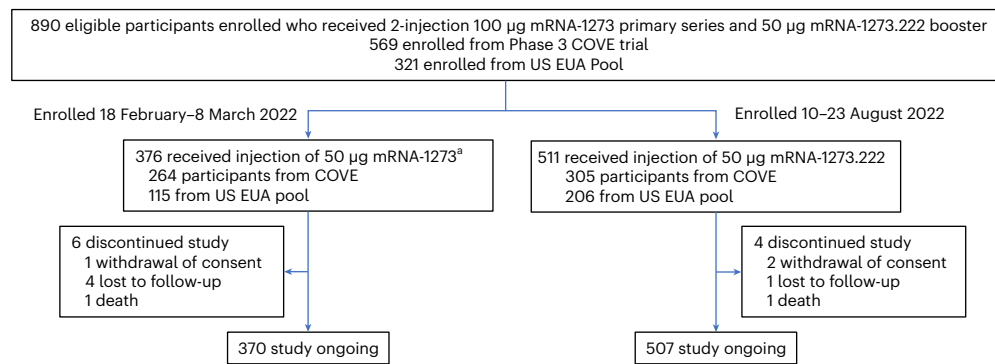 890 eligible participants enrolled who received 2-injection 100 µg mRNA-1273 primary series and 50 µg mRNA-1273.222 booster
569 enrolled from Phase 3 COVE trial
321 enrolled from US EUA Pool
Enrolled 18 February–8 March 2022
Enrolled 10–23 August 2022
376 received injection of 50 µg mRNA-1273ᵃ
264 participants from COVE
115 from US EUA pool
511 received injection of 50 µg mRNA-1273.222
305 participants from COVE
206 from US EUA pool
6 discontinued study
1 withdrawal of consent
4 lost to follow-up
1 death
4 discontinued study
2 withdrawal of consent
1 lost to follow-up
1 death
370 study ongoing
507 study ongoing